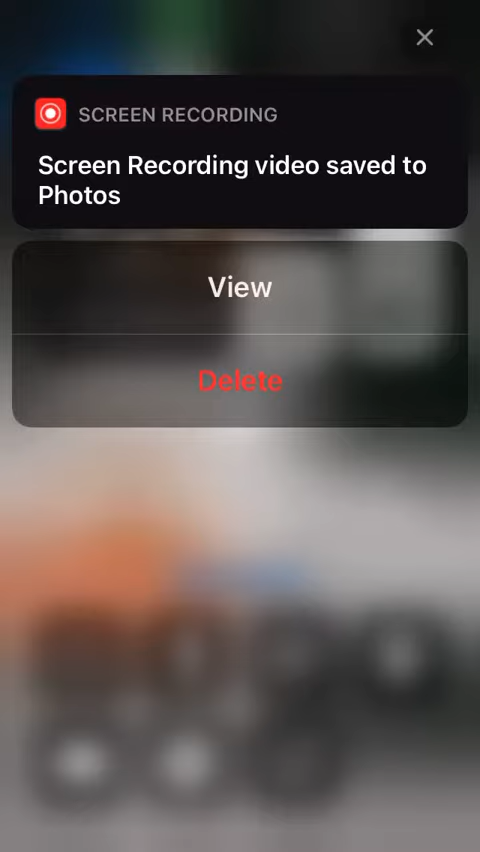 SCREEN RECORDING
Screen Recording video saved to
Photos
View
Delete